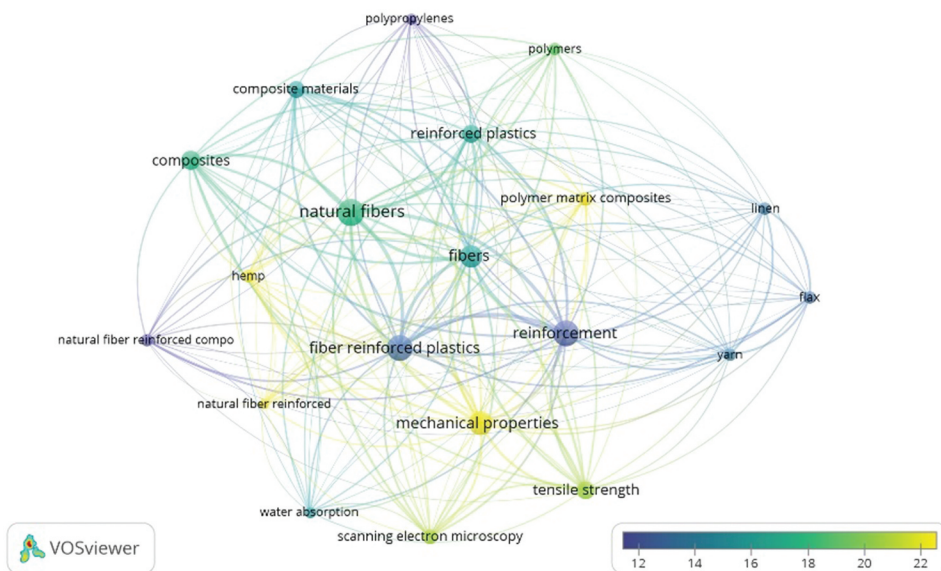 polypropylenes
polymers
composite materials
reinforced plastics
composites
polymer matrix composites
natural fibers
linen
fibers
hemp
flax
reinforcement
natural fiber reinforced compo
fiber reinforced plastics
yarn
natural fiber reinforced
mechanical properties
tensile strength
water absorption
scanning electron microscopy
VOSviewer
12 14 16 18 20 22